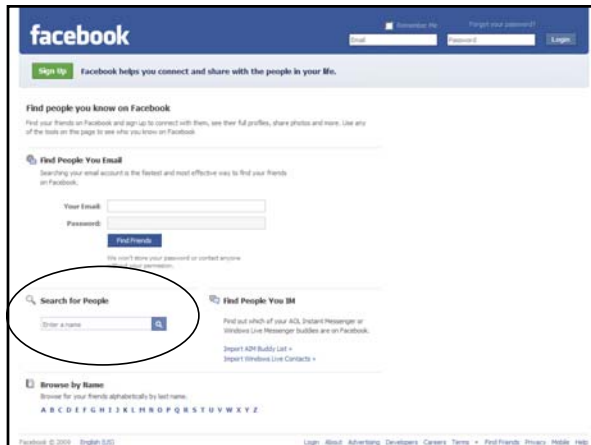 facebook
Remember Me Forgot your password?
Email Password Login
Sign Up Facebook helps you connect and share with the people in your life.
Find people you know on Facebook
Find your friends on Facebook and sign up to connect with them, see their full profiles, share photos and more. Use any
of the tools on the page to see who you know on Facebook
Find People You Email
Searching your email account is the fastest and most effective way to find your friends
on Facebook.
Your Email:
Password:
Find Friends
We won't store your password or contact anyone
without your permission.
Search for People
Enter a name
Find People You IM
Find out which of your AOL Instant Messenger or
Windows Live Messenger buddies are on Facebook.
Import AIM Buddy List »
Import Windows Live Contacts »
Browse by Name
Browse for your friends alphabetically by last name.
A B C D E F G H I J K L M N O P Q R S T U V W X Y Z
Facebook © 2009 English (US) Login About Advertising Developers Careers Terms • Find Friends Privacy Mobile Help